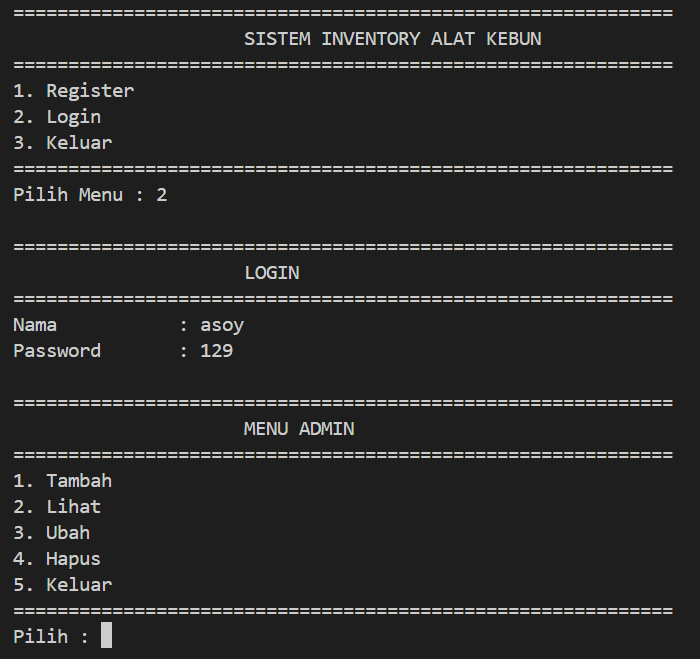 ============================================================
SISTEM INVENTORY ALAT KEBUN
============================================================
1. Register
2. Login
3. Keluar
============================================================
Pilih Menu : 2
============================================================
LOGIN
============================================================
Nama : asoy
Password : 129
============================================================
MENU ADMIN
============================================================
1. Tambah
2. Lihat
3. Ubah
4. Hapus
5. Keluar
============================================================
Pilih :